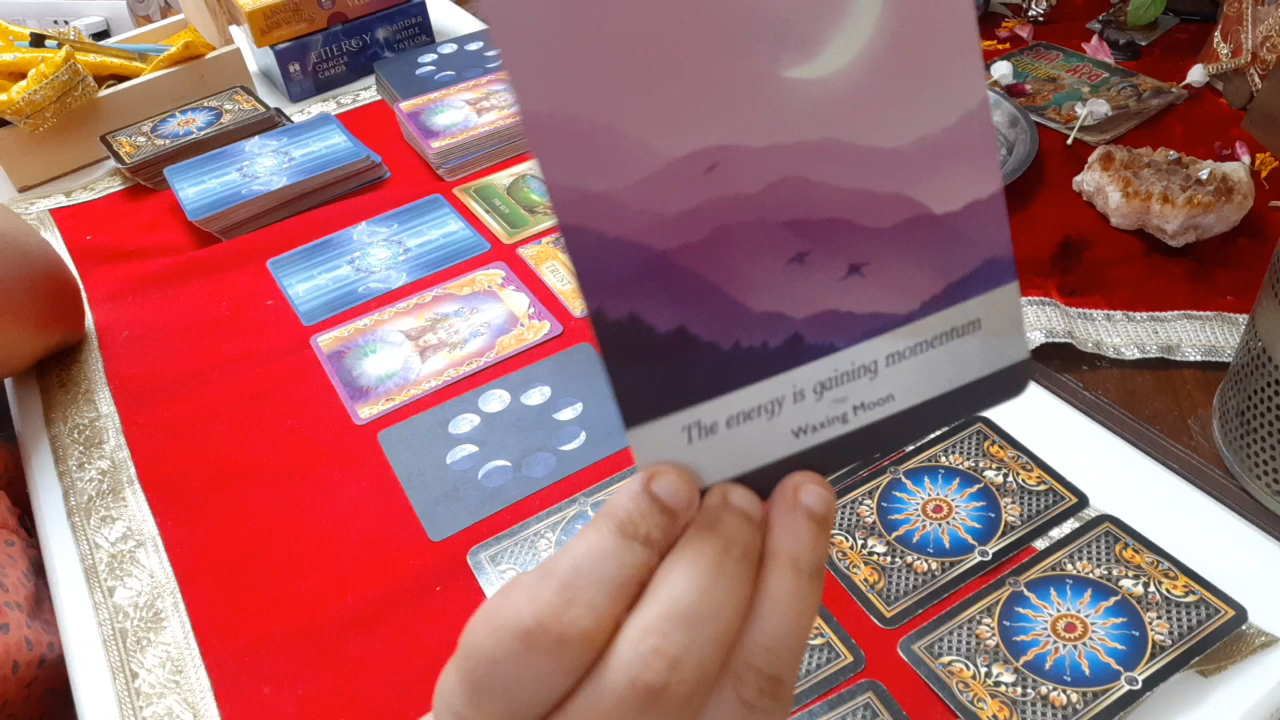 ENERGY
ORACLE
CARDS
SANDRA
ANNE
TAYLOR
TRUST
The energy is gaining momentum
Waxing Moon